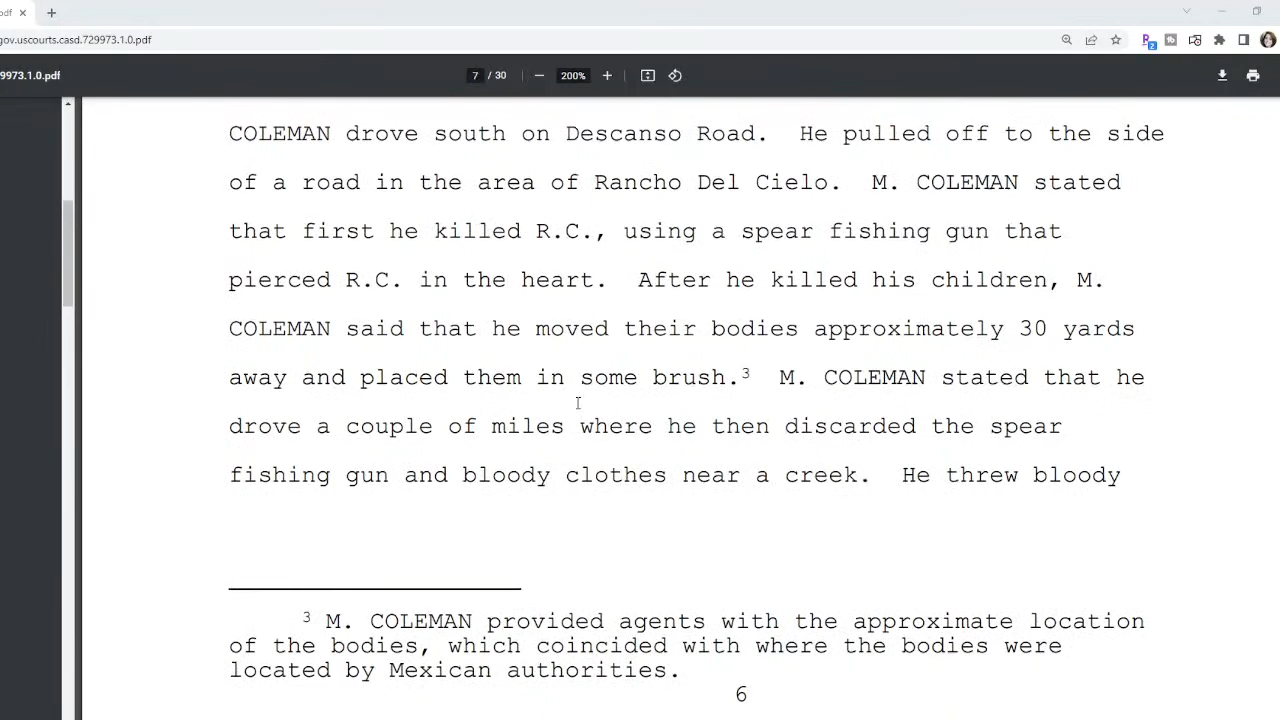 pdf
gov.uscourts.casd.729973.1.0.pdf
973.1.0.pdf
7 / 30
200%
COLEMAN drove south on Descanso Road. He pulled off to the side
of a road in the area of Rancho Del Cielo. M. COLEMAN stated
that first he killed R.C., using a spear fishing gun that
pierced R.C. in the heart. After he killed his children, M.
COLEMAN said that he moved their bodies approximately 30 yards
away and placed them in some brush.³ M. COLEMAN stated that he
drove a couple of miles where he then discarded the spear
fishing gun and bloody clothes near a creek. He threw bloody
³ M. COLEMAN provided agents with the approximate location
of the bodies, which coincided with where the bodies were
located by Mexican authorities.
6